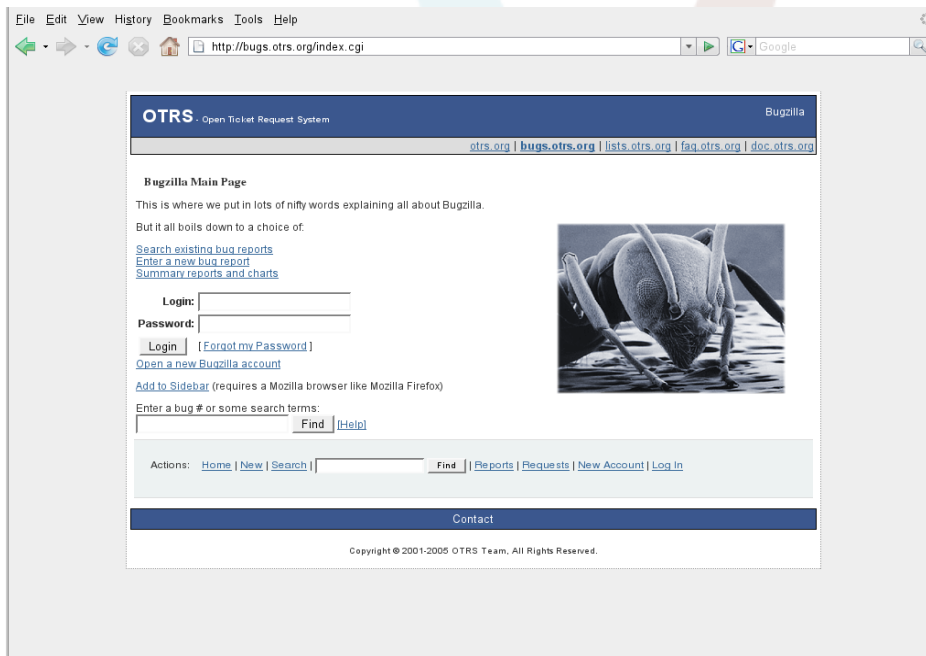 File Edit View History Bookmarks Tools Help
http://bugs.otrs.org/index.cgi
G Google
OTRS - Open Ticket Request System
Bugzilla
otrs.org | bugs.otrs.org | lists.otrs.org | faq.otrs.org | doc.otrs.org
Bugzilla Main Page
This is where we put in lots of nifty words explaining all about Bugzilla.
But it all boils down to a choice of:
Search existing bug reports
Enter a new bug report
Summary reports and charts
Login:
Password:
Login [ Forgot my Password ]
Open a new Bugzilla account
Add to Sidebar (requires a Mozilla browser like Mozilla Firefox)
Enter a bug # or some search terms:
Find [Help]
Actions: Home | New | Search | Find | Reports | Requests | New Account | Log In
Contact
Copyright © 2001-2005 OTRS Team, All Rights Reserved.